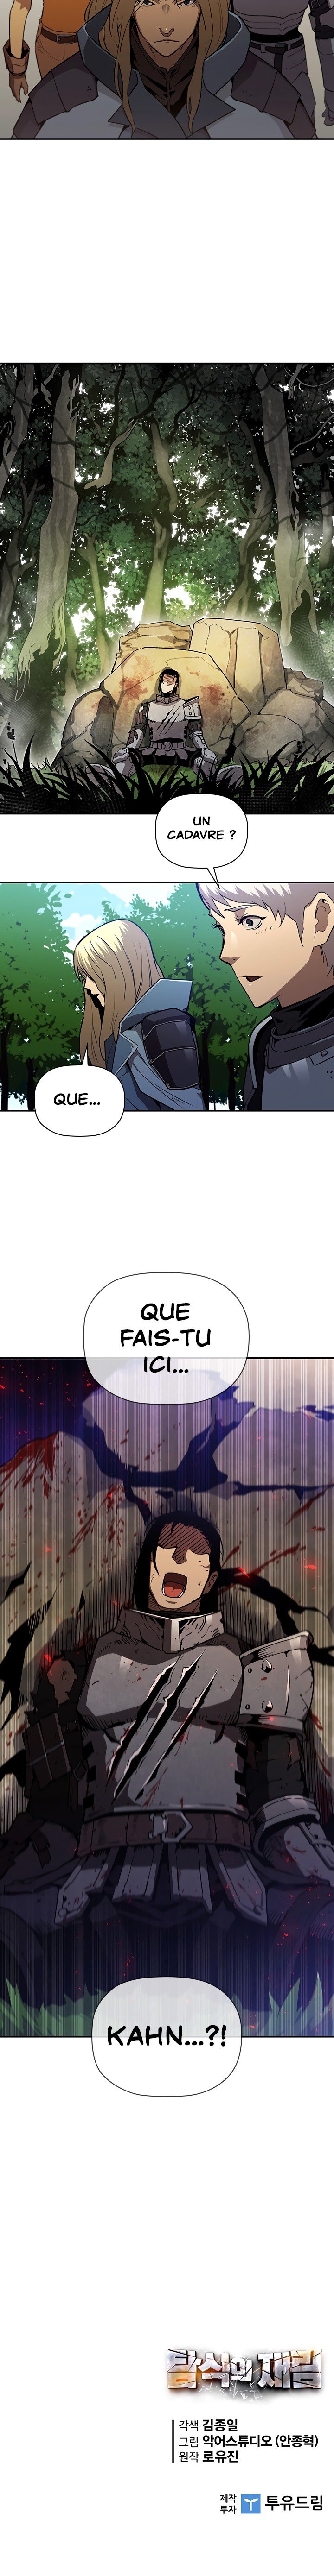 UN
CADAVRE ?
QUE...
QUE
FAIS-TU
ICI...
KAHN...?!
탐식의 재림
각색 김종일
그림 악어스튜디오 (안종혁)
원작 로유진
제작
투자
투유드림